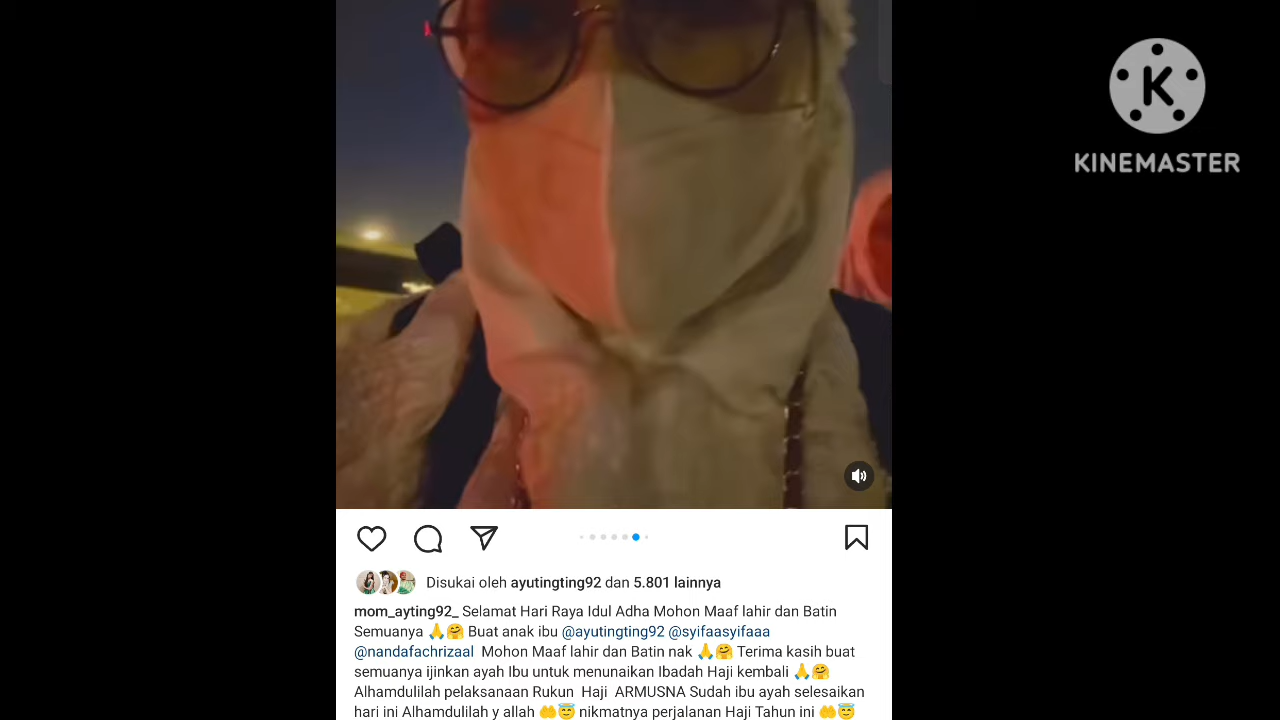 KINEMASTER
Disukai oleh ayutingting92 dan 5.801 lainnya
mom_ayting92_ Selamat Hari Raya Idul Adha Mohon Maaf lahir dan Batin
Semuanya 🙏🤗 Buat anak ibu @ayutingting92 @syifaasyifaaa
@nandafachrizaal Mohon Maaf lahir dan Batin nak 🙏🤗 Terima kasih buat
semuanya ijinkan ayah Ibu untuk menunaikan Ibadah Haji kembali 🙏🤗
Alhamdulilah pelaksanaan Rukun Haji ARMUSNA Sudah ibu ayah selesaikan
hari ini Alhamdulilah y allah 🤲😇 nikmatnya perjalanan Haji Tahun ini 🤲😇